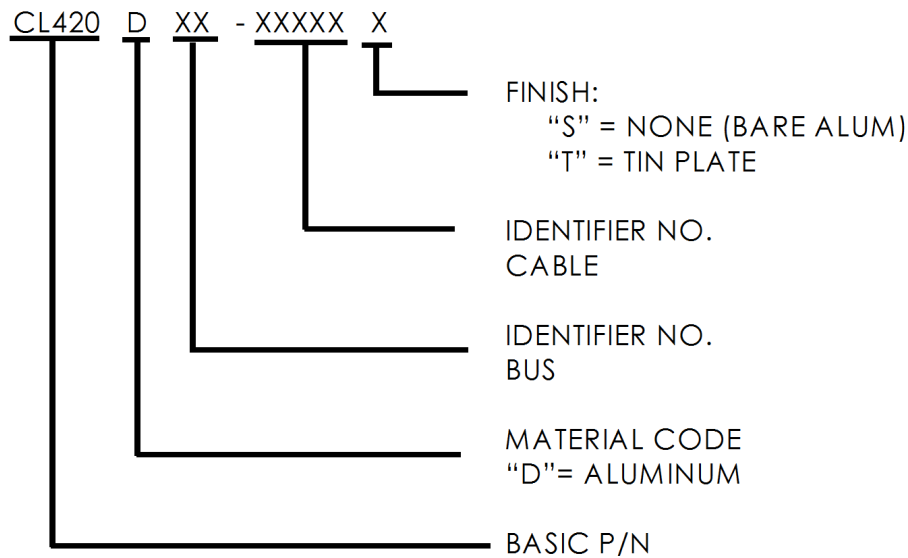 CL420 D XX - XXXXX X
FINISH:
“S” = NONE (BARE ALUM)
“T” = TIN PLATE
IDENTIFIER NO.
CABLE
IDENTIFIER NO.
BUS
MATERIAL CODE
“D”= ALUMINUM
BASIC P/N